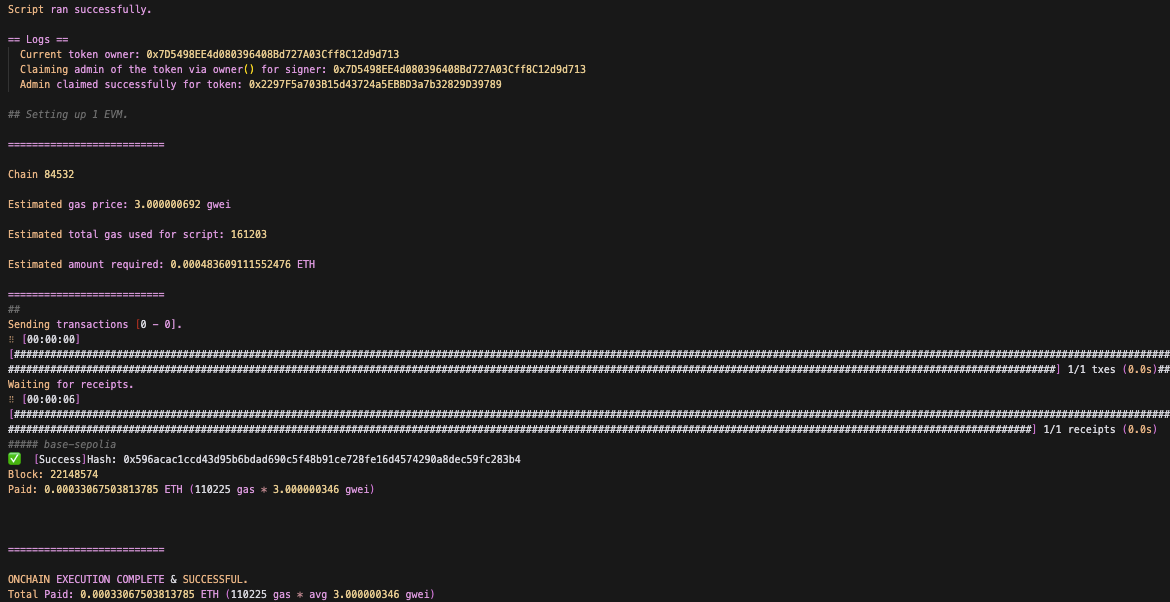 Script ran successfully.
== Logs ==
Current token owner: 0x7D5498EE4d080396408Bd727A03Cff8C12d9d713
Claiming admin of the token via owner() for signer: 0x7D5498EE4d080396408Bd727A03Cff8C12d9d713
Admin claimed successfully for token: 0x2297F5a703B15d43724a5EBBD3a7b32829D39789
## Setting up 1 EVM.
==========================
Chain 84532
Estimated gas price: 3.000000692 gwei
Estimated total gas used for script: 161203
Estimated amount required: 0.000483609111552476 ETH
==========================
##
Sending transactions [0 - 0].
⠿ [00:00:00]
[################################################################################################################################################################################################
##############################################################################################################################################################################] 1/1 txes (0.0s)##
Waiting for receipts.
⠿ [00:00:06]
[################################################################################################################################################################################################
##########################################################################################################################################################################] 1/1 receipts (0.0s)
##### base-sepolia
✅  [Success]Hash: 0x596acac1ccd43d95b6bdad690c5f48b91ce728fe16d4574290a8dec59fc283b4
Block: 22148574
Paid: 0.00033067503813785 ETH (110225 gas * 3.000000346 gwei)
==========================
ONCHAIN EXECUTION COMPLETE & SUCCESSFUL.
Total Paid: 0.00033067503813785 ETH (110225 gas * avg 3.000000346 gwei)